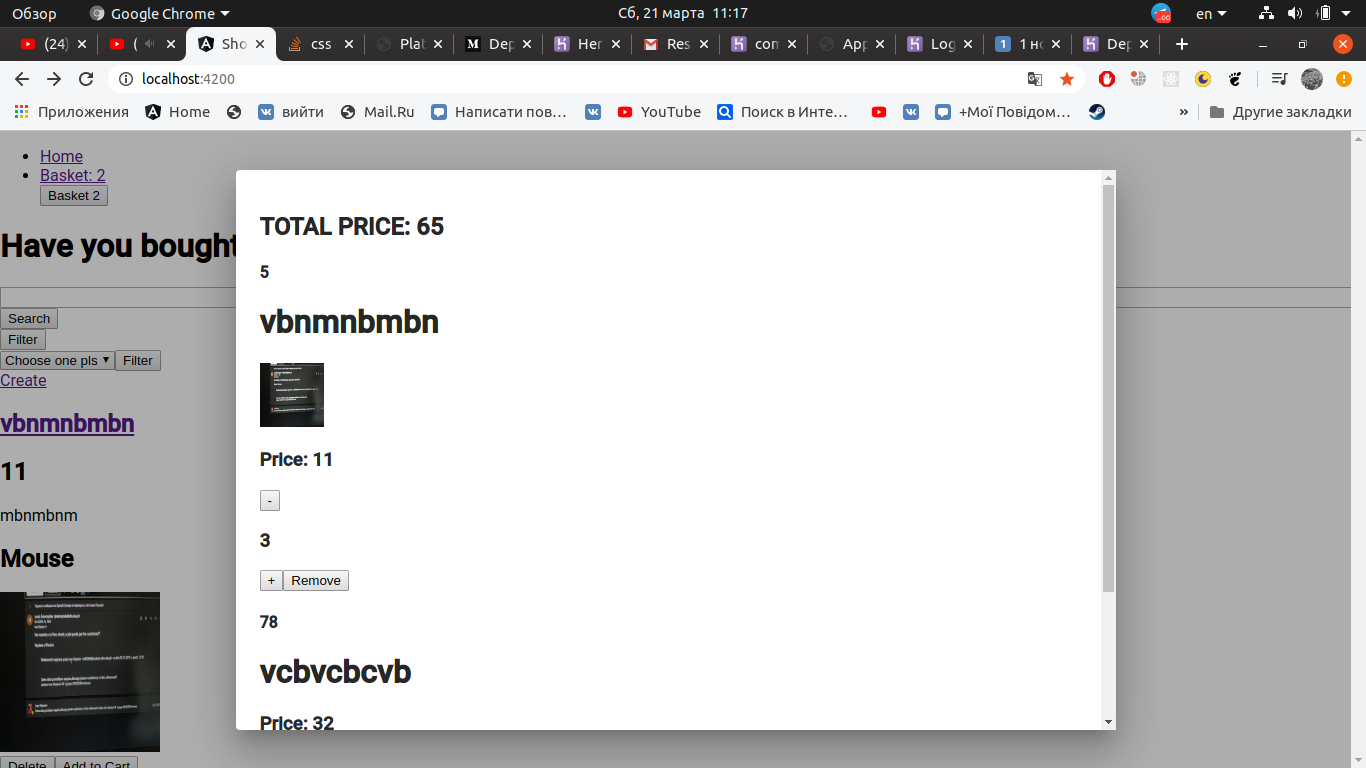 Обзор Google Chrome Сб, 21 марта 11:17 66 en
(24) ( Sho css Plat Dep Her Res con App Log 1 1 но Dep
localhost:4200
Приложения Home вийти Mail.Ru Написати пов… YouTube Поиск в Инте… +Мої Повідом… » Другие закладки
Home
Basket: 2
Basket 2
Have you bought
Search
Filter
Choose one pls Filter
Create
vbnmnbmbn
11
mbnmbnm
Mouse
Delete Add to Cart
TOTAL PRICE: 65
5
vbnmnbmbn
Price: 11
-
3
+ Remove
78
vcbvcbcvb
Price: 32